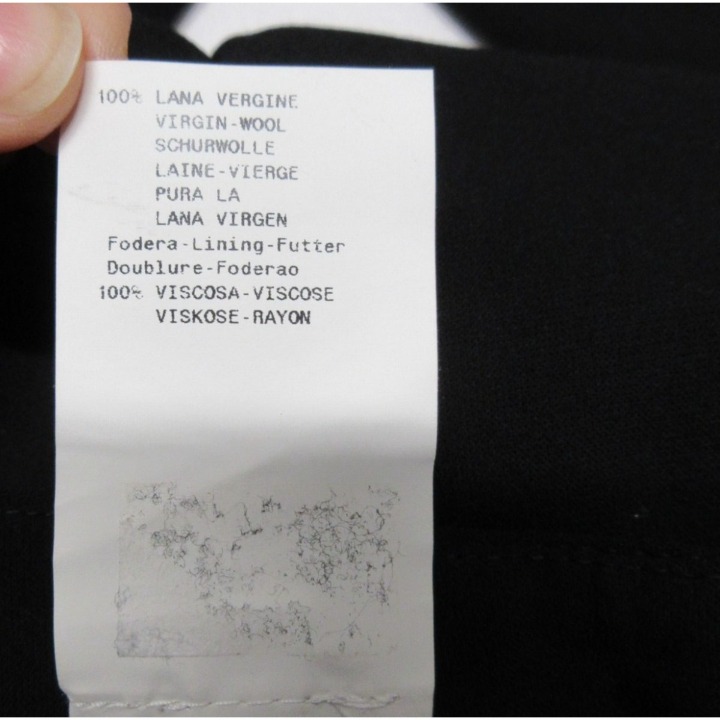 100% LANA VERGINE
VIRGIN-WOOL
SCHURWOLLE
LAINE-VIERGE
PURA LA
LANA VIRGEN
Fodera-Lining-Futter
Doublure-Foderao
100% VISCOSA-VISCOSE
VISKOSE-RAYON